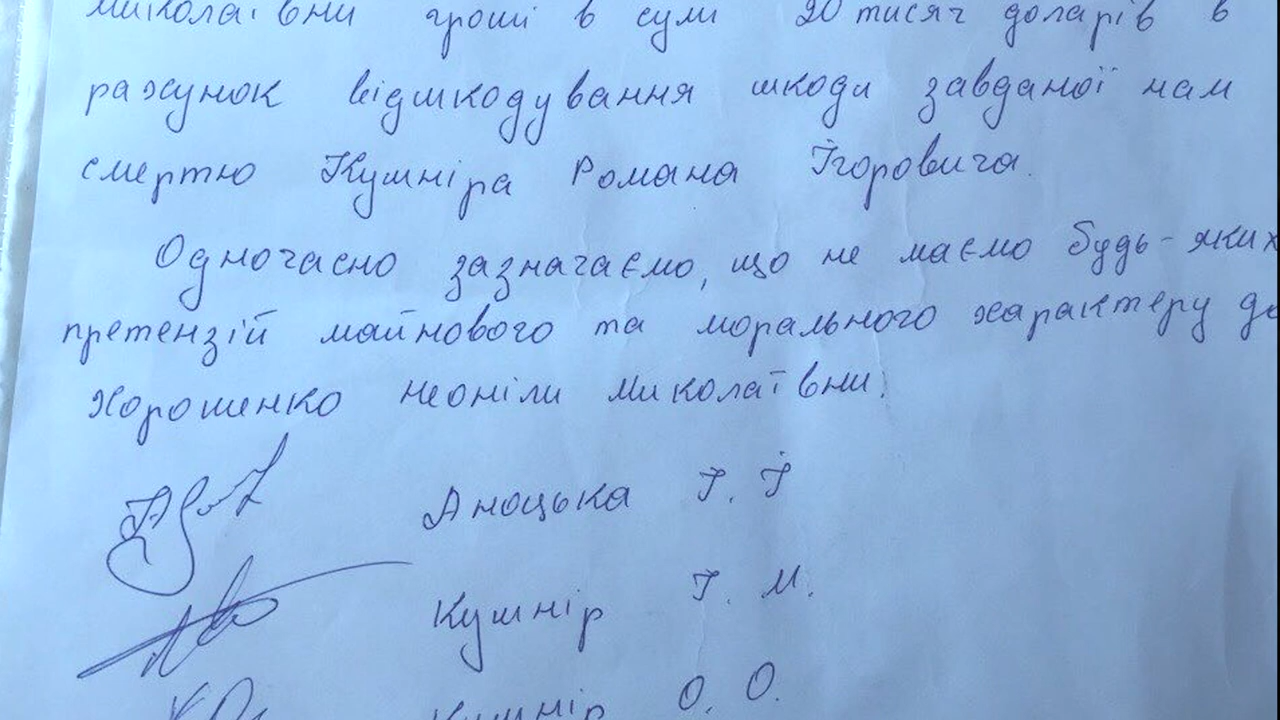 Миколаївни гроші в сумі 20 тисяч доларів в
рахунок відшкодування шкоди завданої нам
смертю Кушніра Романа Ігоровича.
Одночасно зазначаємо, що не маємо будь-яких
претензій майнового та морального характеру до
Хорошенко Неоніли Миколаївни.
Аноцька І. І
Кушнір І. М.
Кушнір О. О.